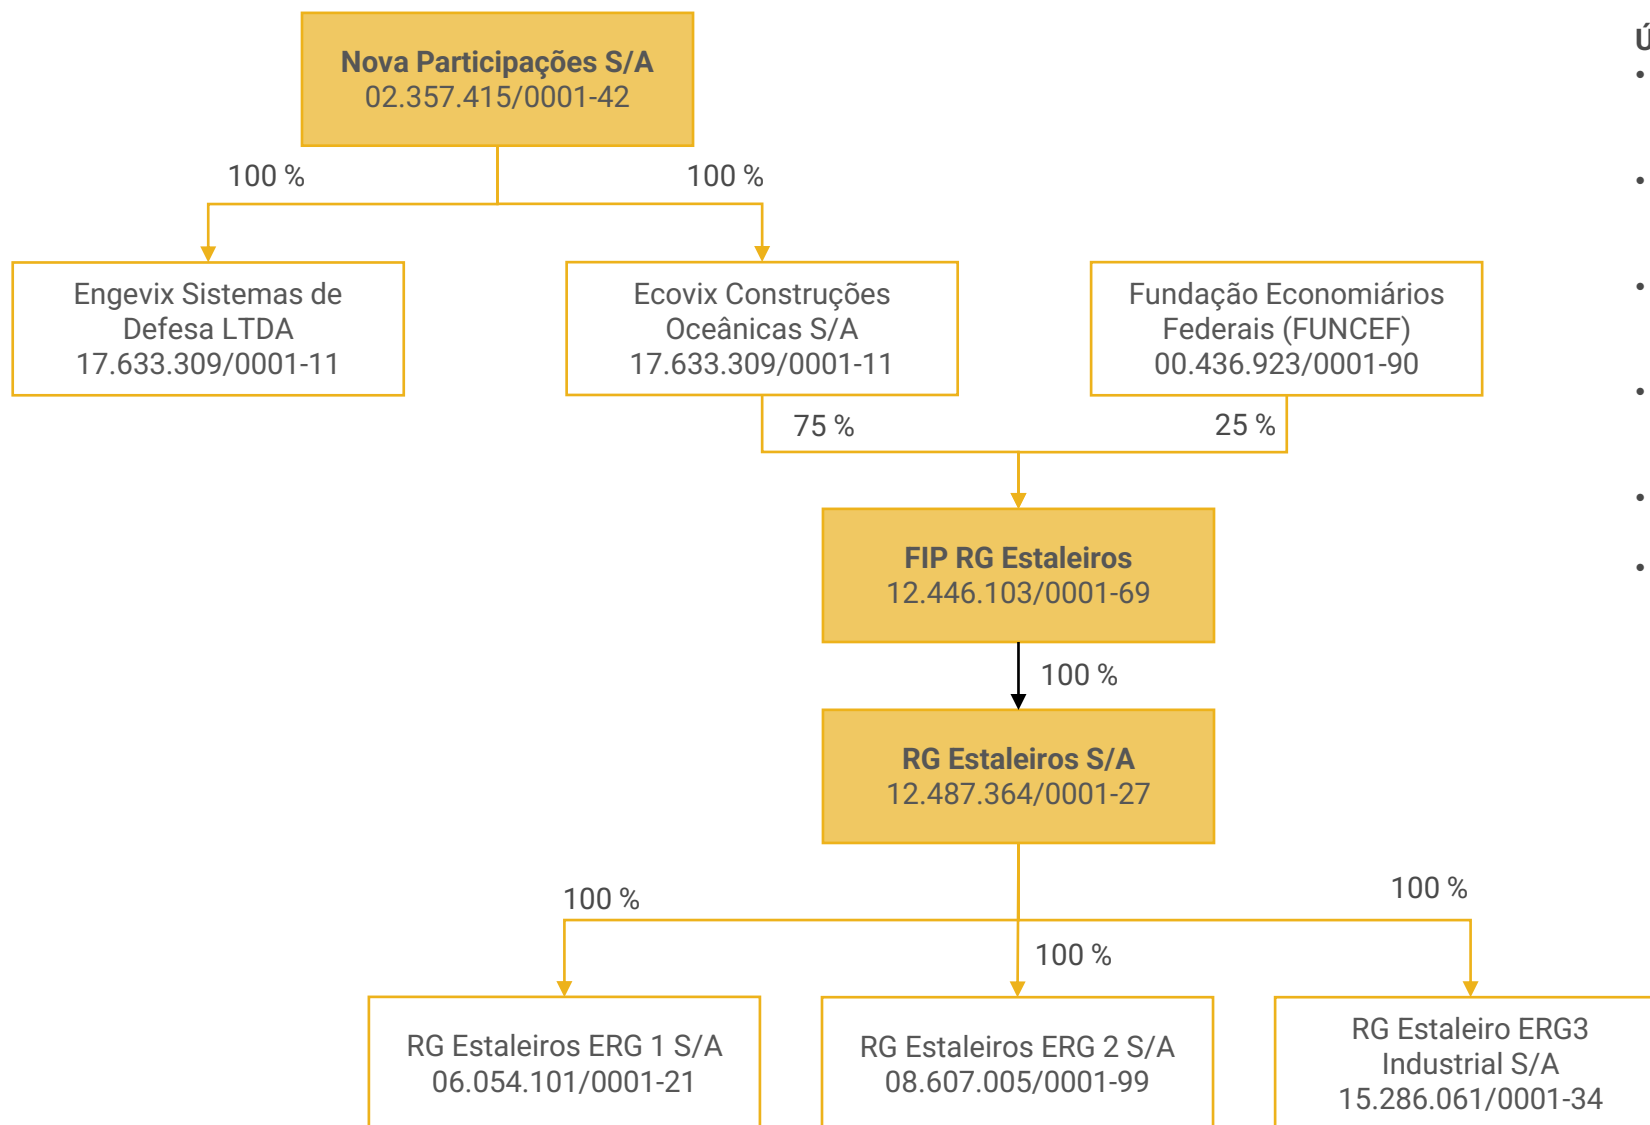 Nova Participações S/A
02.357.415/0001-42
100 %
100 %
Engevix Sistemas de
Defesa LTDA
17.633.309/0001-11
Ecovix Construções
Oceânicas S/A
17.633.309/0001-11
Fundação Economiários
Federais (FUNCEF)
00.436.923/0001-90
75 %
25 %
FIP RG Estaleiros
12.446.103/0001-69
100 %
RG Estaleiros S/A
12.487.364/0001-27
100 %
100 %
100 %
RG Estaleiros ERG 1 S/A
06.054.101/0001-21
RG Estaleiros ERG 2 S/A
08.607.005/0001-99
RG Estaleiro ERG3
Industrial S/A
15.286.061/0001-34